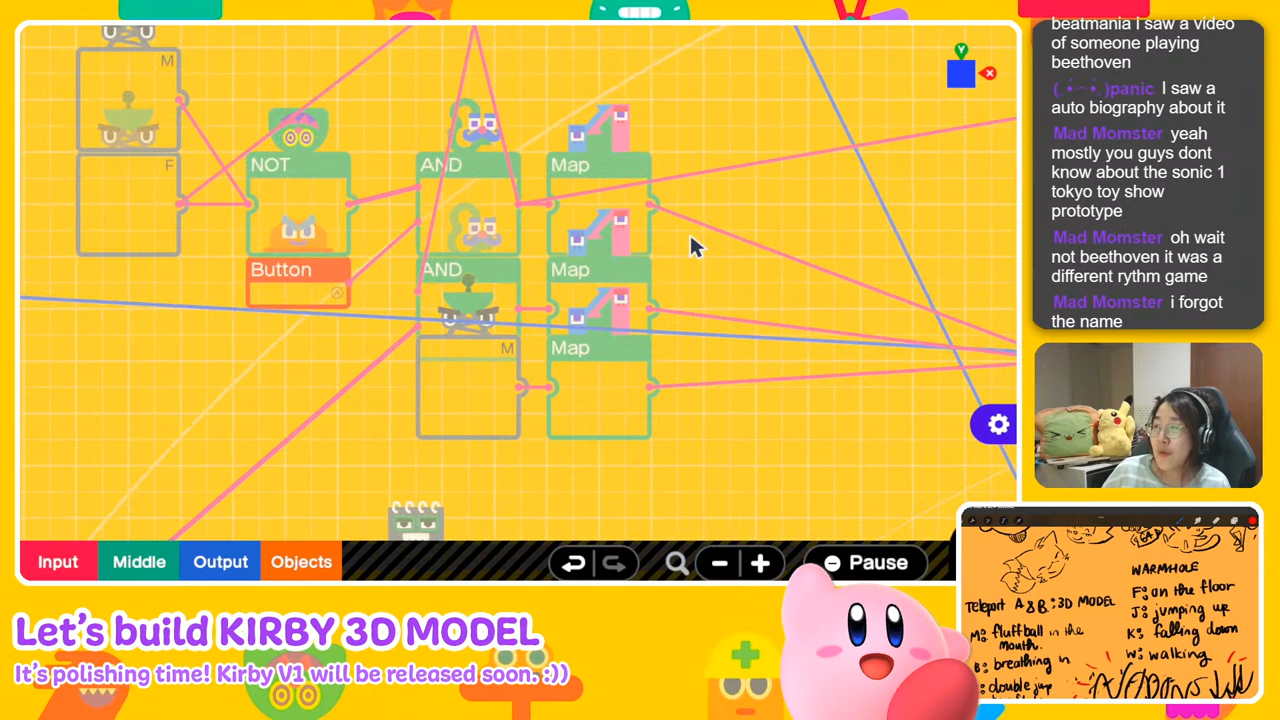 beatmania I saw a video
of someone playing
beethoven
( )panic I saw a
auto biography about it
Mad Momster yeah
mostly you guys dont
know about the sonic 1
tokyo toy show
prototype
Mad Momster oh wait
not beethoven it was a
different rythm game
Mad Momster i forgot
the name
M
F
NOT
Button
A
AND
AND
M
Map
Map
Map
Y
X
Input
Middle
Output
Objects
Pause
Let's build KIRBY 3D MODEL
It's polishing time! Kirby V1 will be released soon. :))
Teleport A&B: 3D MODEL
M: fluffball in the
mouth.
B: breathing in
: double jump
WARMHOLE
F: on the floor
J: jumping up
K: falling down
W: walking